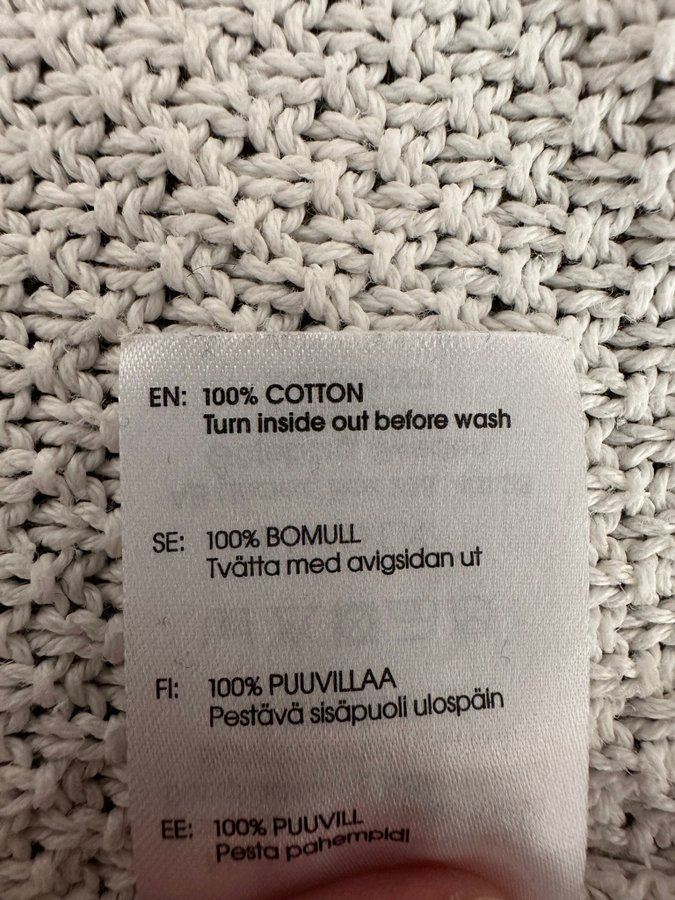 EN: 100% COTTON
Turn inside out before wash
SE: 100% BOMULL
Tvätta med avigsidan ut
FI: 100% PUUVILLAA
Pestävä sisäpuoli ulospäin
EE: 100% PUUVILL
Pesta pahempidi